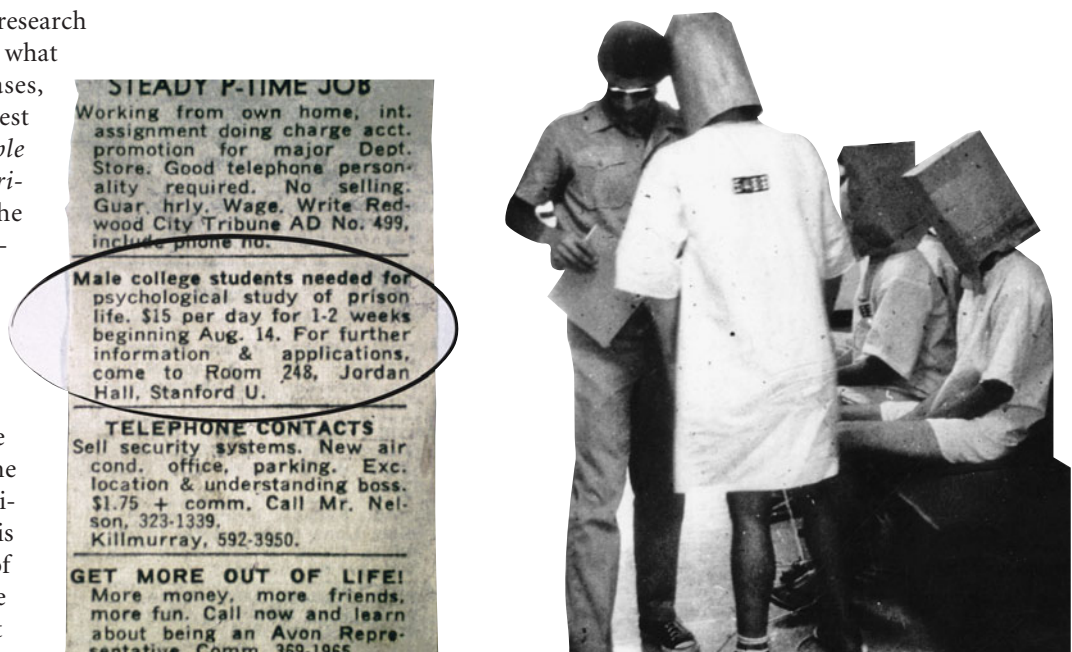 research
what
ases,
est
ple
ri-
he
–
e
ne
i-
is
of
e
t
STEADY P-TIME JOB
Working from own home, int.
assignment doing charge acct.
promotion for major Dept.
Store. Good telephone person-
ality required. No selling.
Guar. hrly. Wage. Write Red-
wood City Tribune AD No. 499,
include phone no.
Male college students needed for
psychological study of prison
life. $15 per day for 1-2 weeks
beginning Aug. 14. For further
information & applications,
come to Room 248, Jordan
Hall, Stanford U.
TELEPHONE CONTACTS
Sell security systems. New air
cond. office, parking. Exc.
location & understanding boss.
$1.75 + comm. Call Mr. Nel-
son, 323-1339.
Killmurray, 592-3950.
GET MORE OUT OF LIFE!
More money, more friends,
more fun. Call now and learn
about being an Avon Repre-
sentative. Comm. 369-1965